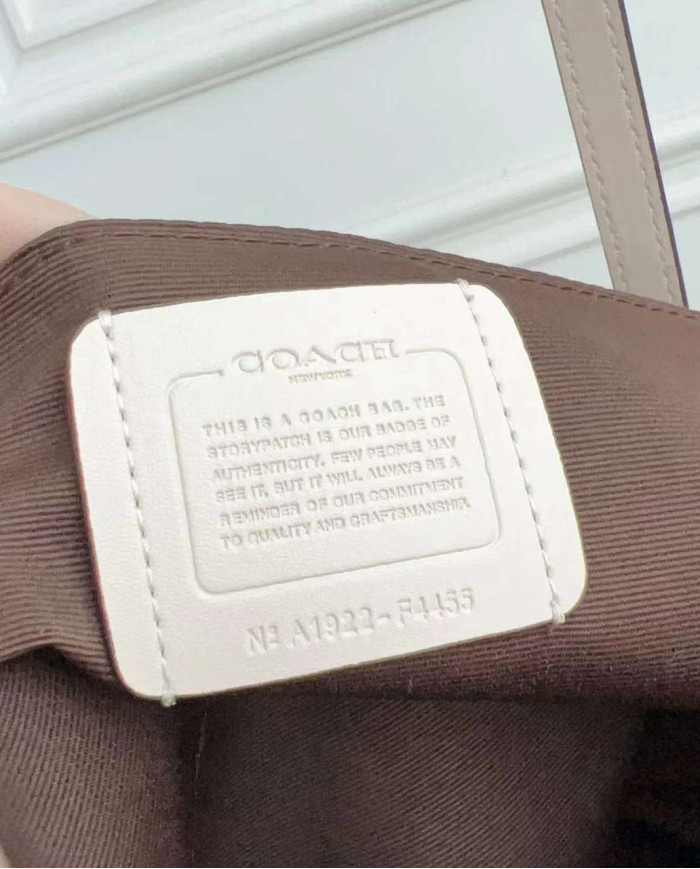 COACH
NEW YORK
THIS IS A COACH BAG. THE
STORYPATCH IS OUR BADGE OF
AUTHENTICITY. FEW PEOPLE MAY
SEE IT. BUT IT WILL ALWAYS BE A
REMINDER OF OUR COMMITMENT
TO QUALITY AND CRAFTSMANSHIP.
Nº A1922-F4455